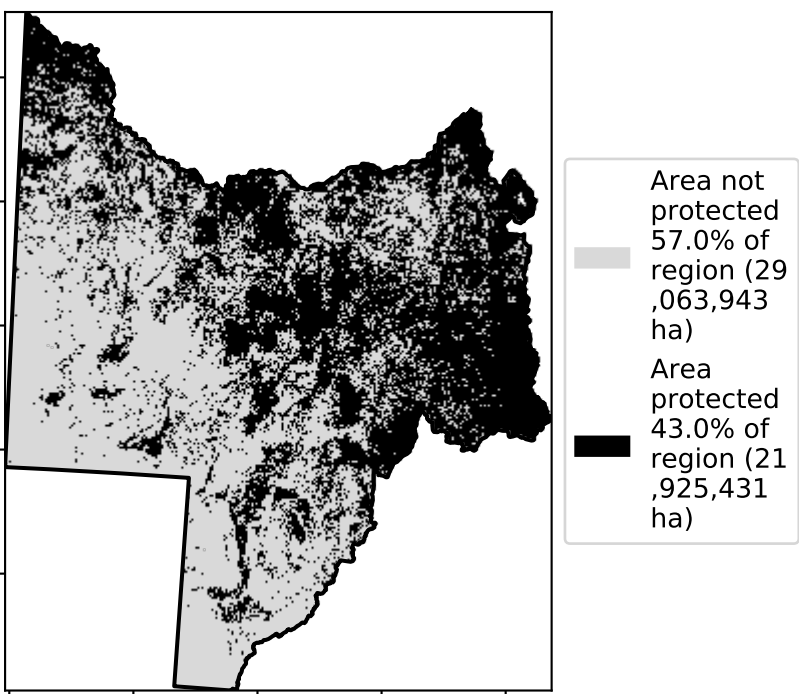 Area not
protected
57.0% of
region (29
,063,943
ha)
Area
protected
43.0% of
region (21
,925,431
ha)